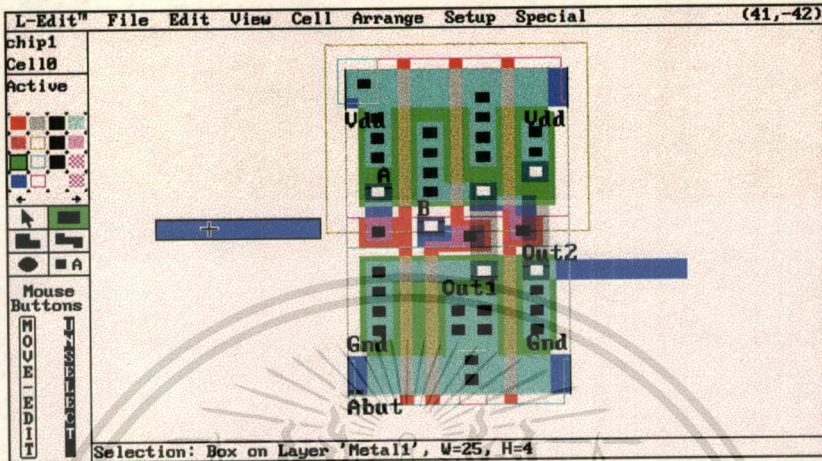 L-Edit™ File Edit View Cell Arrange Setup Special (41,-42)
chip1
Cell0
Active
Vdd Vdd
A
B
Out2
Out1
Gnd Gnd
Abut
A
Mouse
Buttons
MOVE-EDIT
UNSELECT
Selection: Box on Layer 'Metal1', W=25, H=4